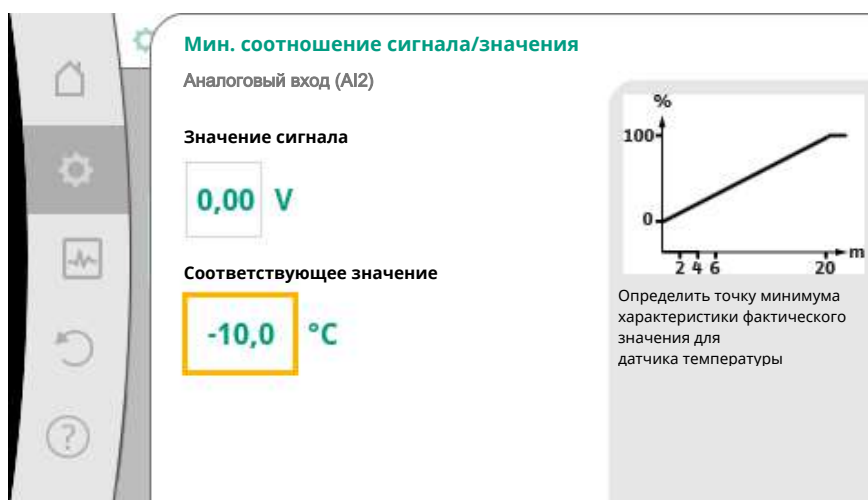 Мин. соотношение сигнала/значения
Аналоговый вход (AI2)
Значение сигнала
0,00 V
Соответствующее значение
-10,0 °C
%
100
0
2 4 6 20 m
Определить точку минимума
характеристики фактического
значения для
датчика температуры
?